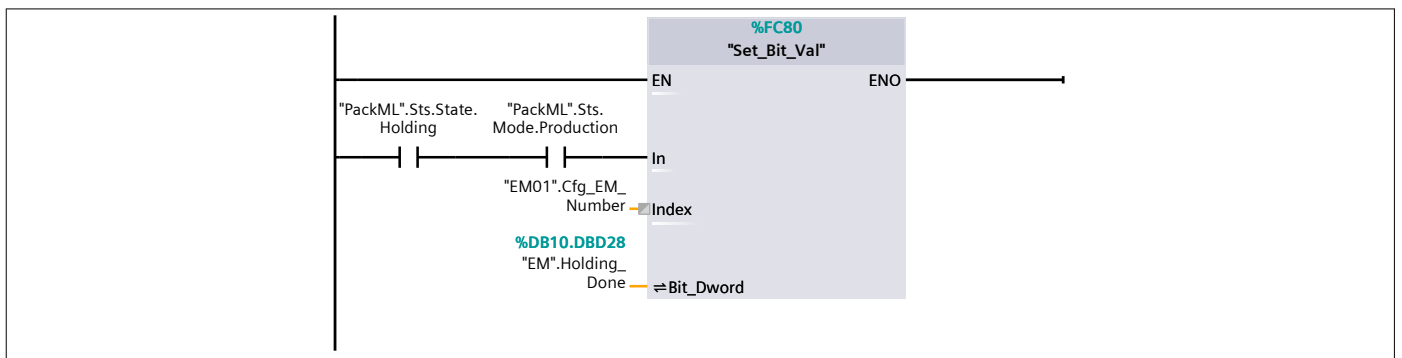 %FC80
"Set_Bit_Val"
EN
ENO
"PackML".Sts.State.
Holding
"PackML".Sts.
Mode.Production
In
"EM01".Cfg_EM_
Number
Index
%DB10.DBD28
"EM".Holding_
Done
⇌Bit_Dword